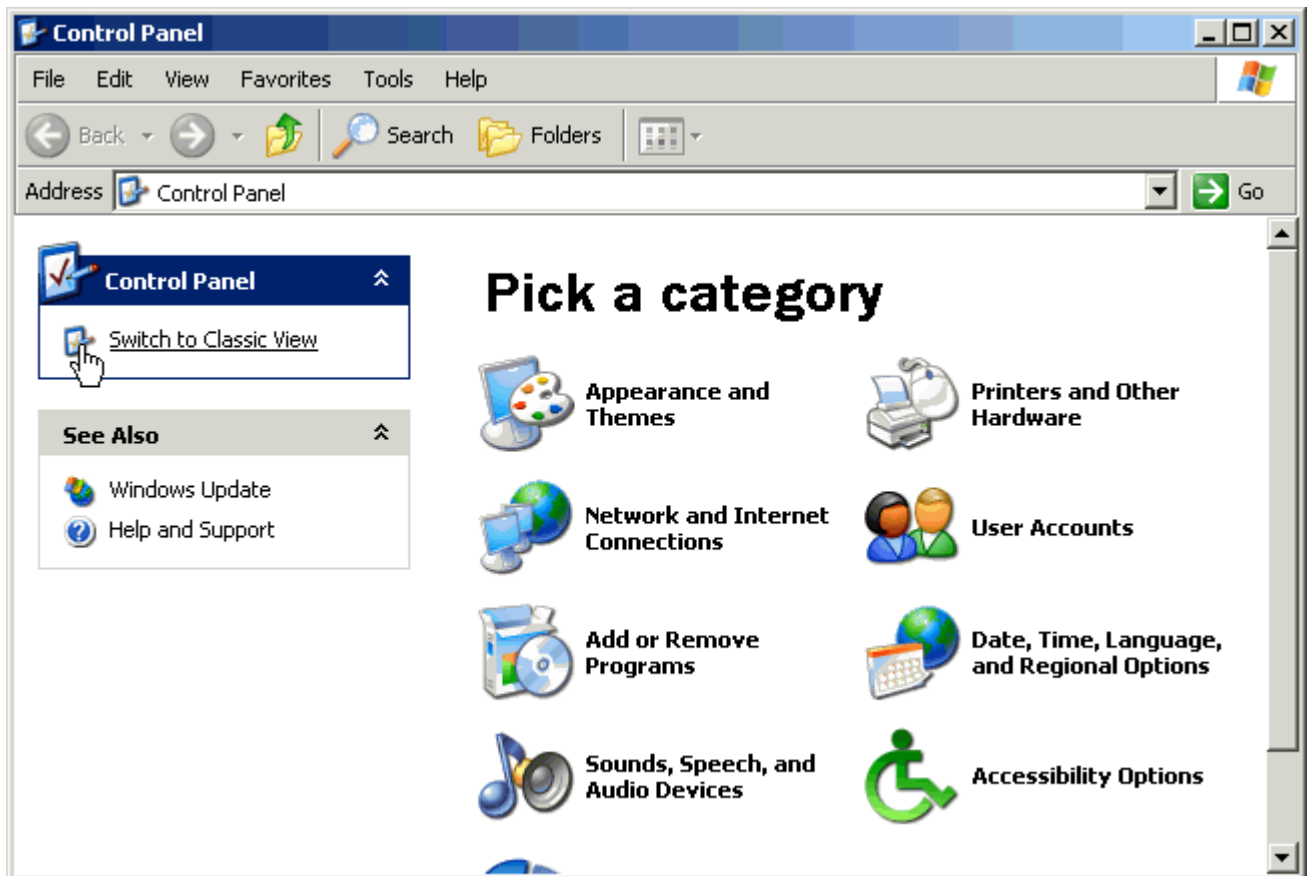 Control Panel
File Edit View Favorites Tools Help
Back Search Folders
Address Control Panel Go
Control Panel
Switch to Classic View
See Also
Windows Update
Help and Support
Pick a category
Appearance and
Themes
Printers and Other
Hardware
Network and Internet
Connections
User Accounts
Add or Remove
Programs
Date, Time, Language,
and Regional Options
Sounds, Speech, and
Audio Devices
Accessibility Options